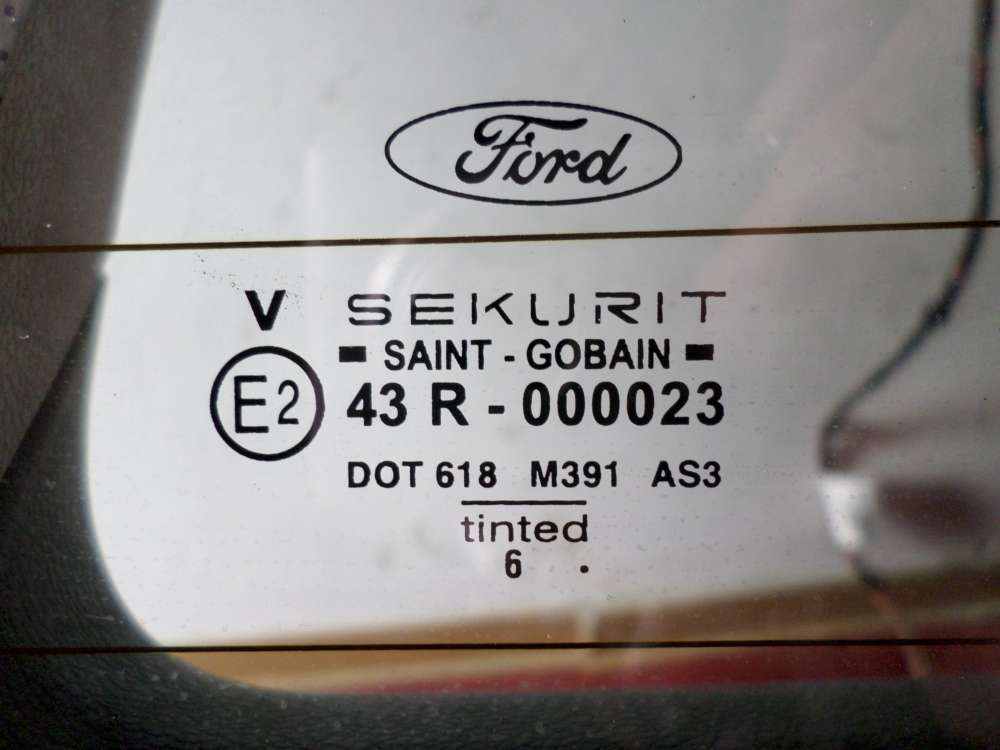 Ford
V SEKURIT
SAINT - GOBAIN
E2 43 R - 000023
DOT 618 M391 AS3
tinted
6 .